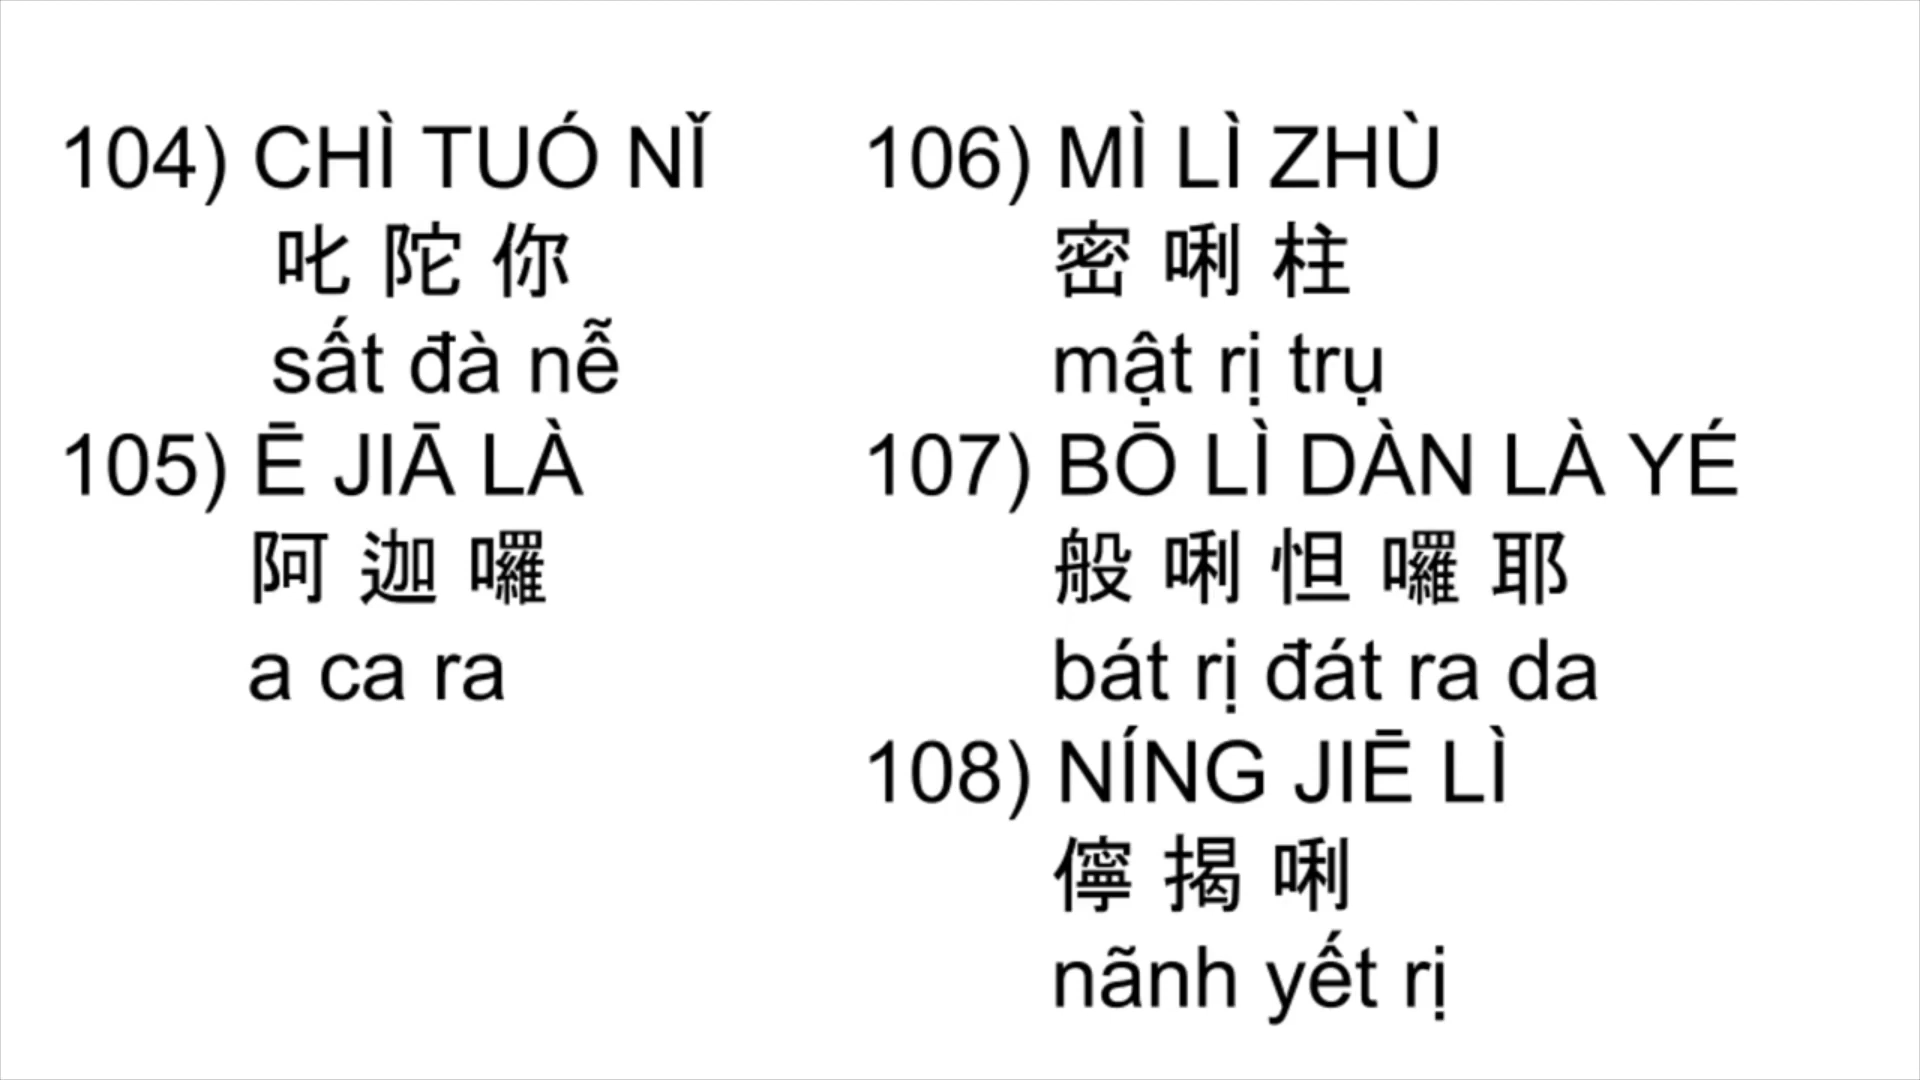 104) CHÌ TUÓ NǏ
叱 陀 你
sất đà nễ
105) Ē JIĀ LÀ
阿 迦 囉
a ca ra
106) MÌ LÌ ZHÙ
密 唎 柱
mật rị trụ
107) BŌ LÌ DÀN LÀ YÉ
般 唎 怛 囉 耶
bát rị đát ra da
108) NÍNG JIĒ LÌ
儜 揭 唎
nãnh yết rị